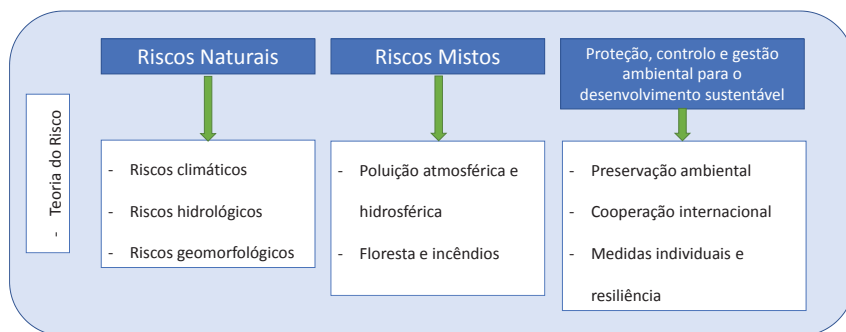 - Teoria do Risco
Riscos Naturais
- Riscos climáticos
- Riscos hidrológicos
- Riscos geomorfológicos
Riscos Mistos
- Poluição atmosférica e
hidrosférica
- Floresta e incêndios
Proteção, controlo e gestão
ambiental para o
desenvolvimento sustentável
- Preservação ambiental
- Cooperação internacional
- Medidas individuais e
resiliência